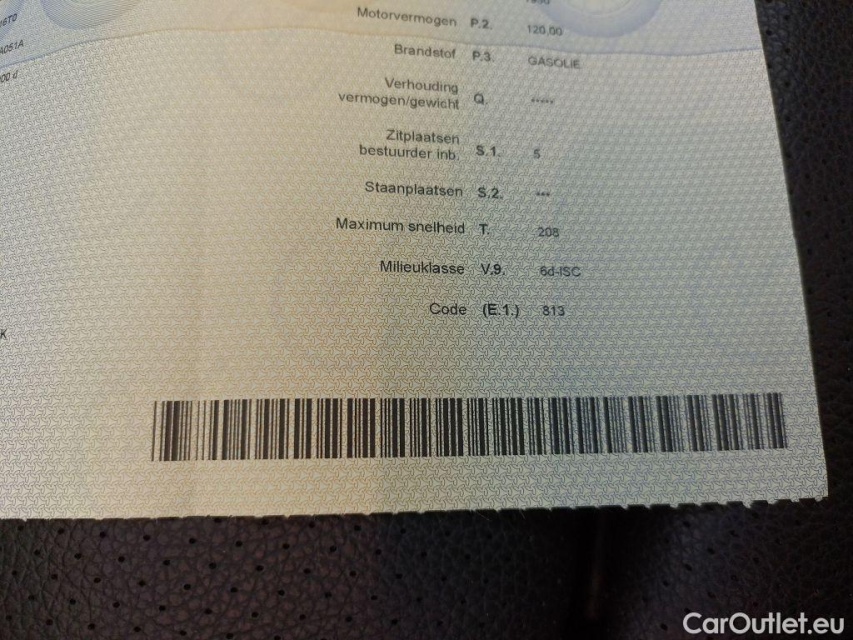 Motorvermogen P.2. 120,00
Brandstof P.3. GASOLIE
Verhouding
vermogen/gewicht Q. *****
Zitplaatsen
bestuurder inb. S.1. 5
Staanplaatsen S.2. ***
Maximum snelheid T. 208
Milieuklasse V.9. 6d-ISC
Code (E.1.) 813
K
CarOutlet.eu